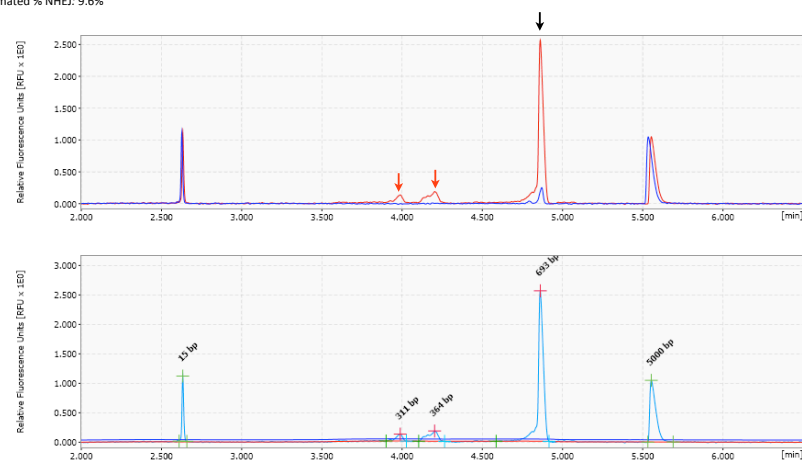 mated % NHEJ: 9.6%
Relative Fluorescence Units [RFU x 1E0]
2.500
2.000
1.500
1.000
0.500
0.000
2.000 2.500 3.000 3.500 4.000 4.500 5.000 5.500 6.000 [min]
Relative Fluorescence Units [RFU x 1E0]
3.000
2.500
2.000
1.500
1.000
0.500
0.000
15 bp
311 bp
364 bp
693 bp
5000 bp
2.000 2.500 3.000 3.500 4.000 4.500 5.000 5.500 6.000 [min]